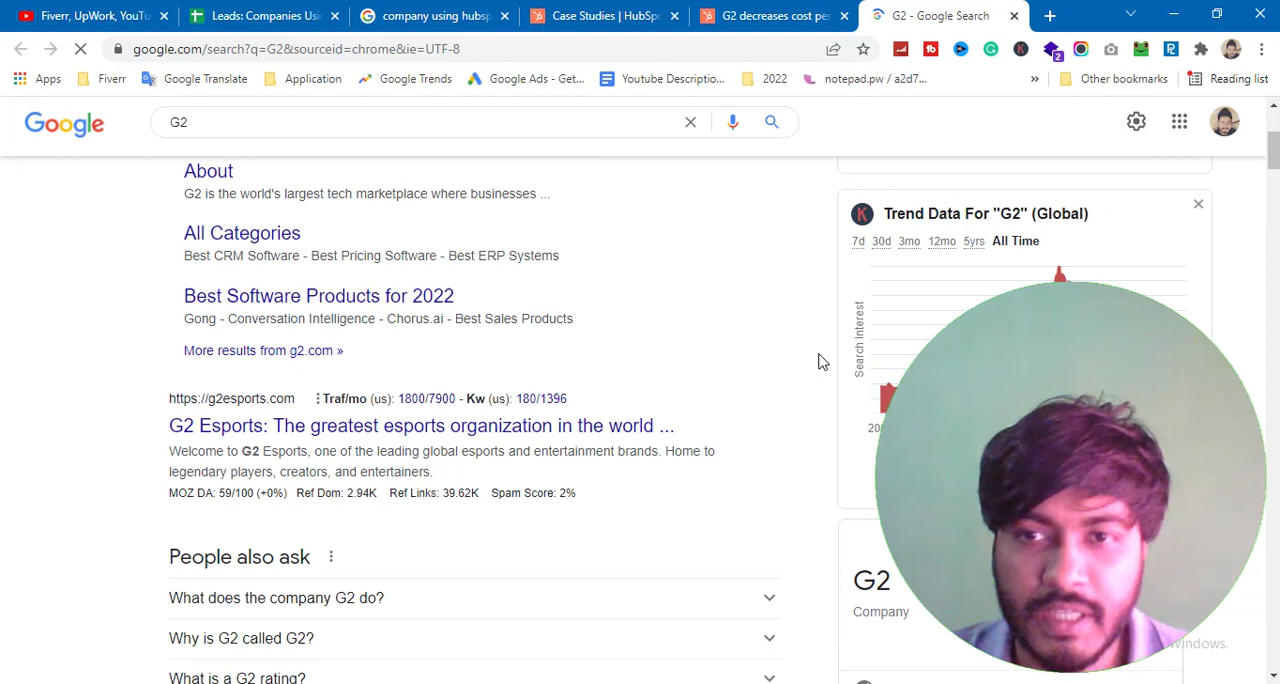 Fiverr, UpWork, YouTu
Leads: Companies Usi
company using hubsp
Case Studies | HubSpo
G2 decreases cost per
G2 - Google Search
google.com/search?q=G2&sourceid=chrome&ie=UTF-8
2
Apps
Fiverr
Google Translate
Application
Google Trends
Google Ads - Get...
Youtube Descriptio...
2022
notepad.pw / a2d7...
Other bookmarks
Reading list
Google
G2
About
G2 is the world's largest tech marketplace where businesses ...
All Categories
Best CRM Software - Best Pricing Software - Best ERP Systems
Best Software Products for 2022
Gong - Conversation Intelligence - Chorus.ai - Best Sales Products
More results from g2.com »
https://g2esports.com
Traf/mo (us): 1800/7900 - Kw (us): 180/1396
G2 Esports: The greatest esports organization in the world ...
Welcome to G2 Esports, one of the leading global esports and entertainment brands. Home to
legendary players, creators, and entertainers.
MOZ DA: 59/100 (+0%) Ref Dom: 2.94K Ref Links: 39.62K Spam Score: 2%
People also ask
What does the company G2 do?
Why is G2 called G2?
What is a G2 rating?
K Trend Data For "G2" (Global)
7d 30d 3mo 12mo 5yrs All Time
Search Interest
G2
Company
Windows.